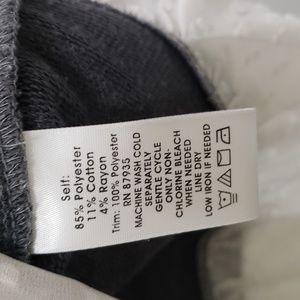 Self:
85% Polyester
11% Cotton
4% Rayon
Trim: 100% Polyester
RN 87935
MACHINE WASH COLD
SEPARATELY
GENTLE CYCLE
ONLY NON-
CHLORINE BLEACH
WHEN NEEDED
LINE DRY
LOW IRON IF NEEDED